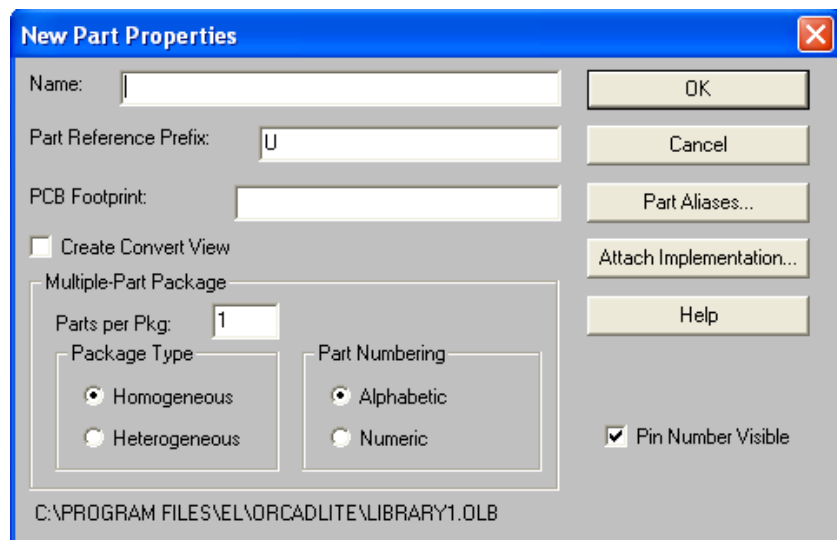 New Part Properties
Name:
OK
Part Reference Prefix:
U
Cancel
PCB Footprint:
Part Aliases...
Create Convert View
Attach Implementation...
Multiple-Part Package
Parts per Pkg:
1
Help
Package Type
Part Numbering
Homogeneous
Alphabetic
Heterogeneous
Numeric
Pin Number Visible
C:\PROGRAM FILES\EL\ORCADLITE\LIBRARY1.OLB